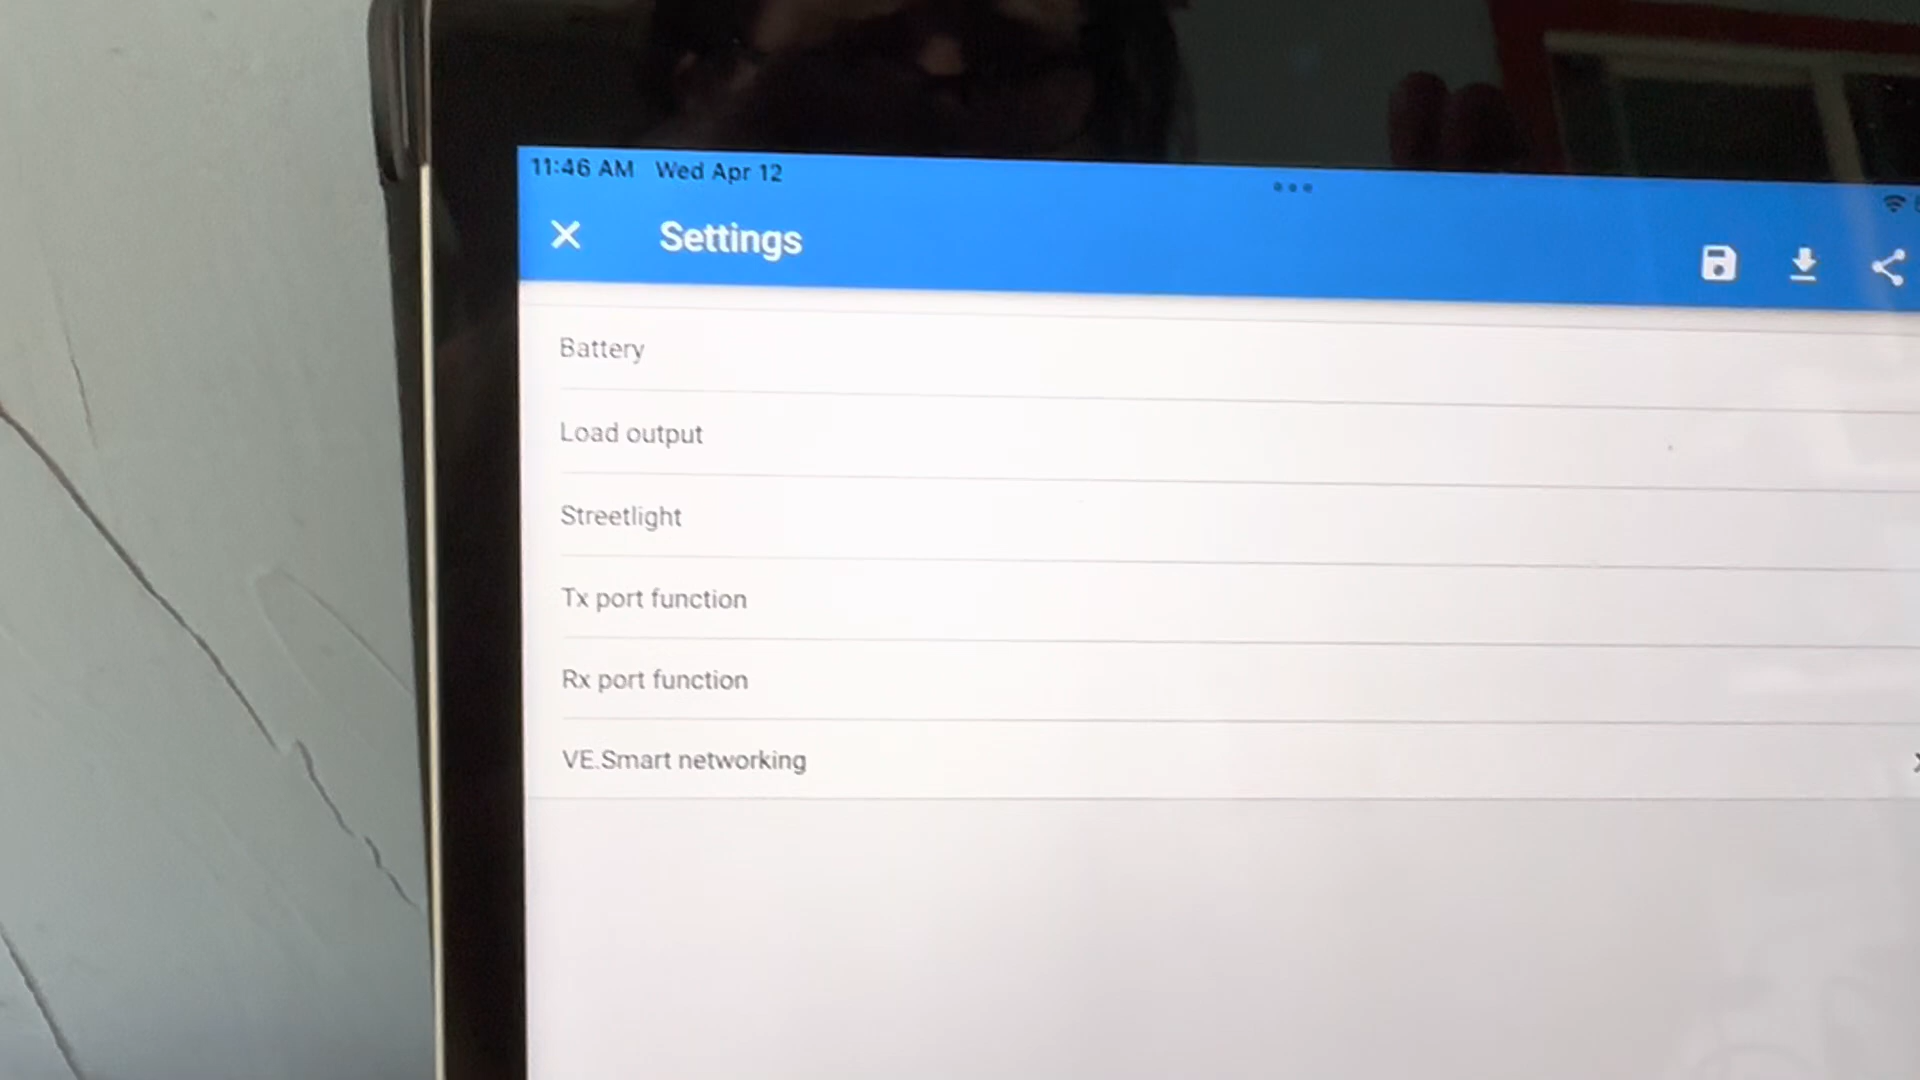 11:46 AM Wed Apr 12
Settings
Battery
Load output
Streetlight
Tx port function
Rx port function
VE.Smart networking